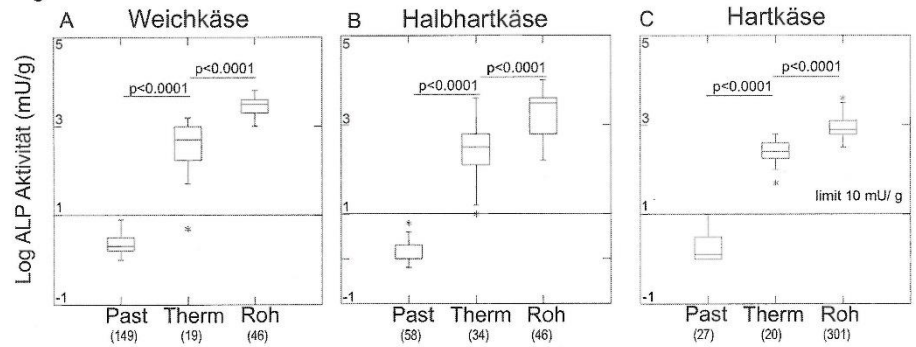 A Weichkäse
B Halbhartkäse
C Hartkäse
Log ALP Aktivität (mU/g)
5
3
1
-1
p<0.0001
p<0.0001
*
Past Therm Roh
(149) (19) (46)
5
3
1
-1
p<0.0001
p<0.0001
*
*
Past Therm Roh
(58) (34) (46)
5
3
1
-1
p<0.0001
p<0.0001
*
*
limit 10 mU/ g
Past Therm Roh
(27) (20) (301)